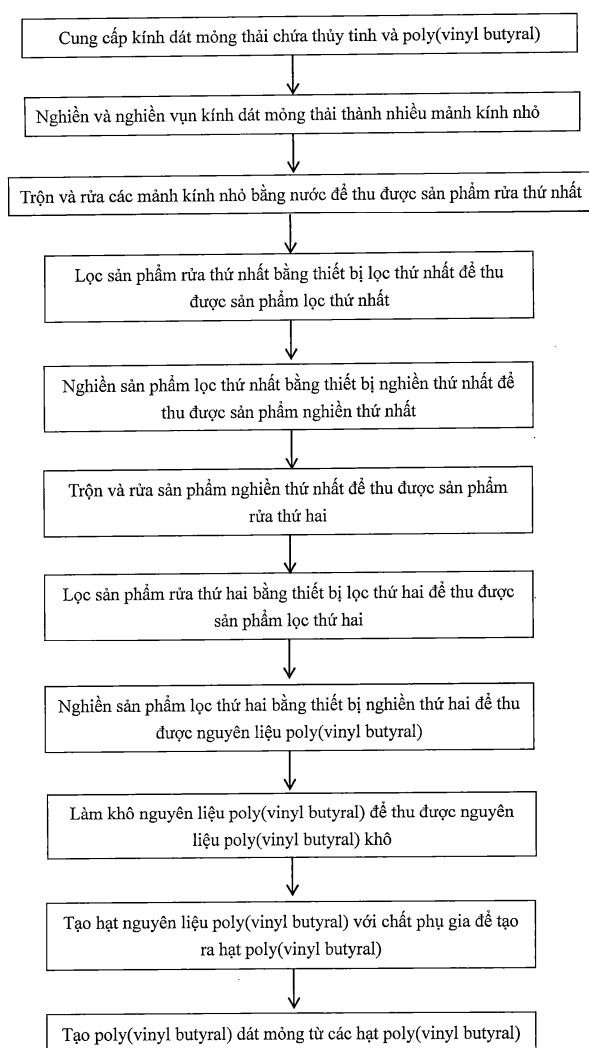 Cung cấp kính dát mỏng thải chứa thủy tinh và poly(vinyl butyral)
Nghiền và nghiền vụn kính dát mỏng thải thành nhiều mảnh kính nhỏ
Trộn và rửa các mảnh kính nhỏ bằng nước để thu được sản phẩm rửa thứ nhất
Lọc sản phẩm rửa thứ nhất bằng thiết bị lọc thứ nhất để thu
được sản phẩm lọc thứ nhất
Nghiền sản phẩm lọc thứ nhất bằng thiết bị nghiền thứ nhất để
thu được sản phẩm nghiền thứ nhất
Trộn và rửa sản phẩm nghiền thứ nhất để thu được sản phẩm
rửa thứ hai
Lọc sản phẩm rửa thứ hai bằng thiết bị lọc thứ hai để thu được
sản phẩm lọc thứ hai
Nghiền sản phẩm lọc thứ hai bằng thiết bị nghiền thứ hai để thu
được nguyên liệu poly(vinyl butyral)
Làm khô nguyên liệu poly(vinyl butyral) để thu được nguyên
liệu poly(vinyl butyral) khô
Tạo hạt nguyên liệu poly(vinyl butyral) với chất phụ gia để tạo
ra hạt poly(vinyl butyral)
Tạo poly(vinyl butyral) dát mỏng từ các hạt poly(vinyl butyral)